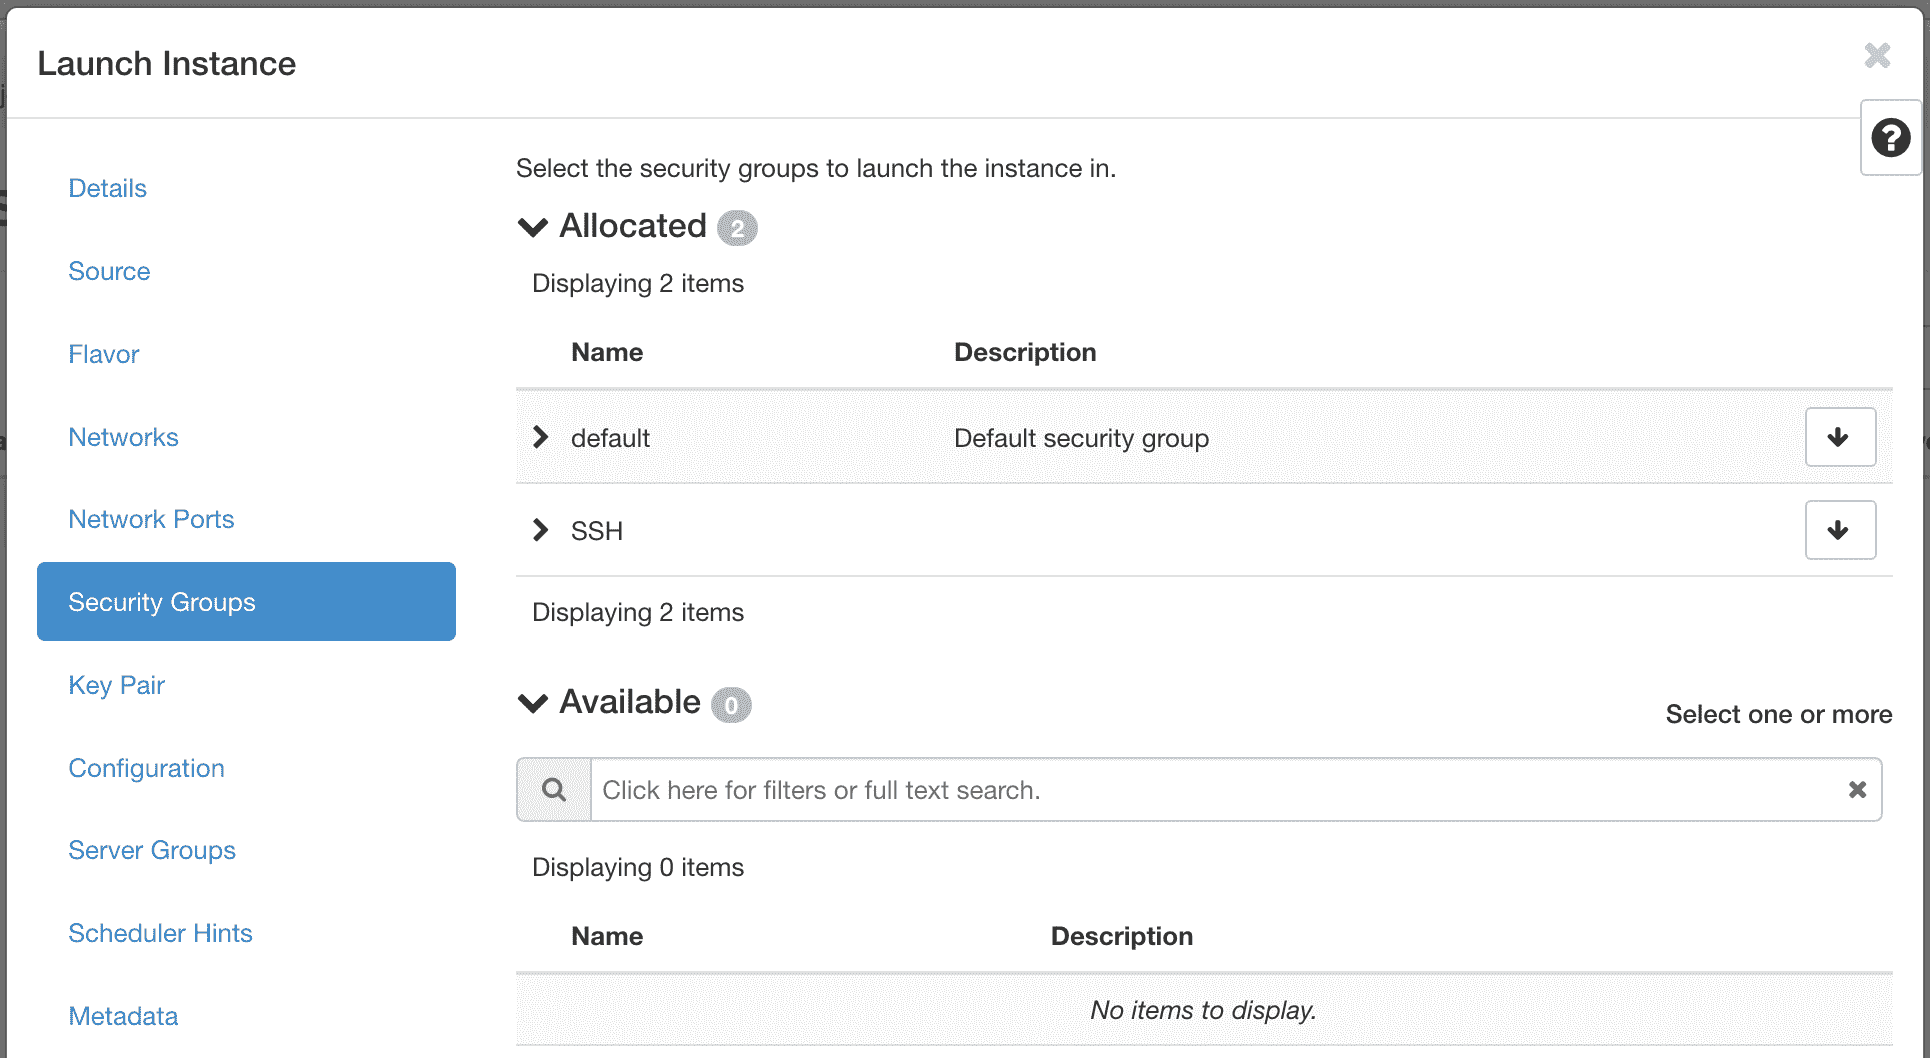 Launch Instance
Details
Source
Flavor
Networks
Network Ports
Security Groups
Key Pair
Configuration
Server Groups
Scheduler Hints
Metadata
Select the security groups to launch the instance in.
Allocated 2
Displaying 2 items
Name Description
default Default security group
SSH
Displaying 2 items
Available 0
Select one or more
Click here for filters or full text search.
Displaying 0 items
Name Description
No items to display.